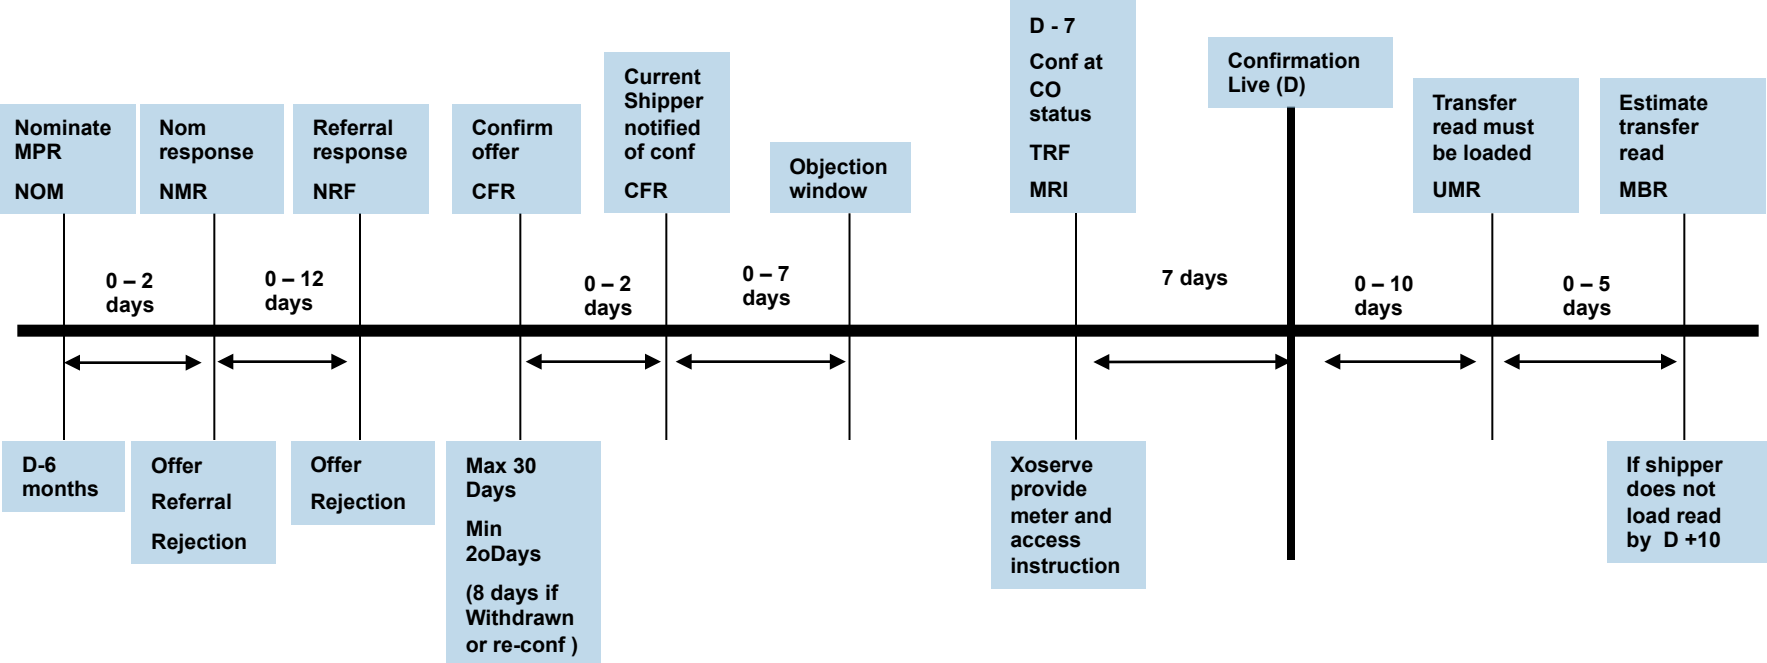 Nominate
MPR
NOM
Nom
response
NMR
Referral
response
NRF
Confirm
offer
CFR
Current
Shipper
notified
of conf
CFR
Objection
window
D - 7
Conf at
CO
status
TRF
MRI
Confirmation
Live (D)
Transfer
read must
be loaded
UMR
Estimate
transfer
read
MBR
0 – 2
days
0 – 12
days
0 – 2
days
0 – 7
days
7 days
0 – 10
days
0 – 5
days
D-6
months
Offer
Referral
Rejection
Offer
Rejection
Max 30
Days
Min
2oDays
(8 days if
Withdrawn
or re-conf )
Xoserve
provide
meter and
access
instruction
If shipper
does not
load read
by D +10